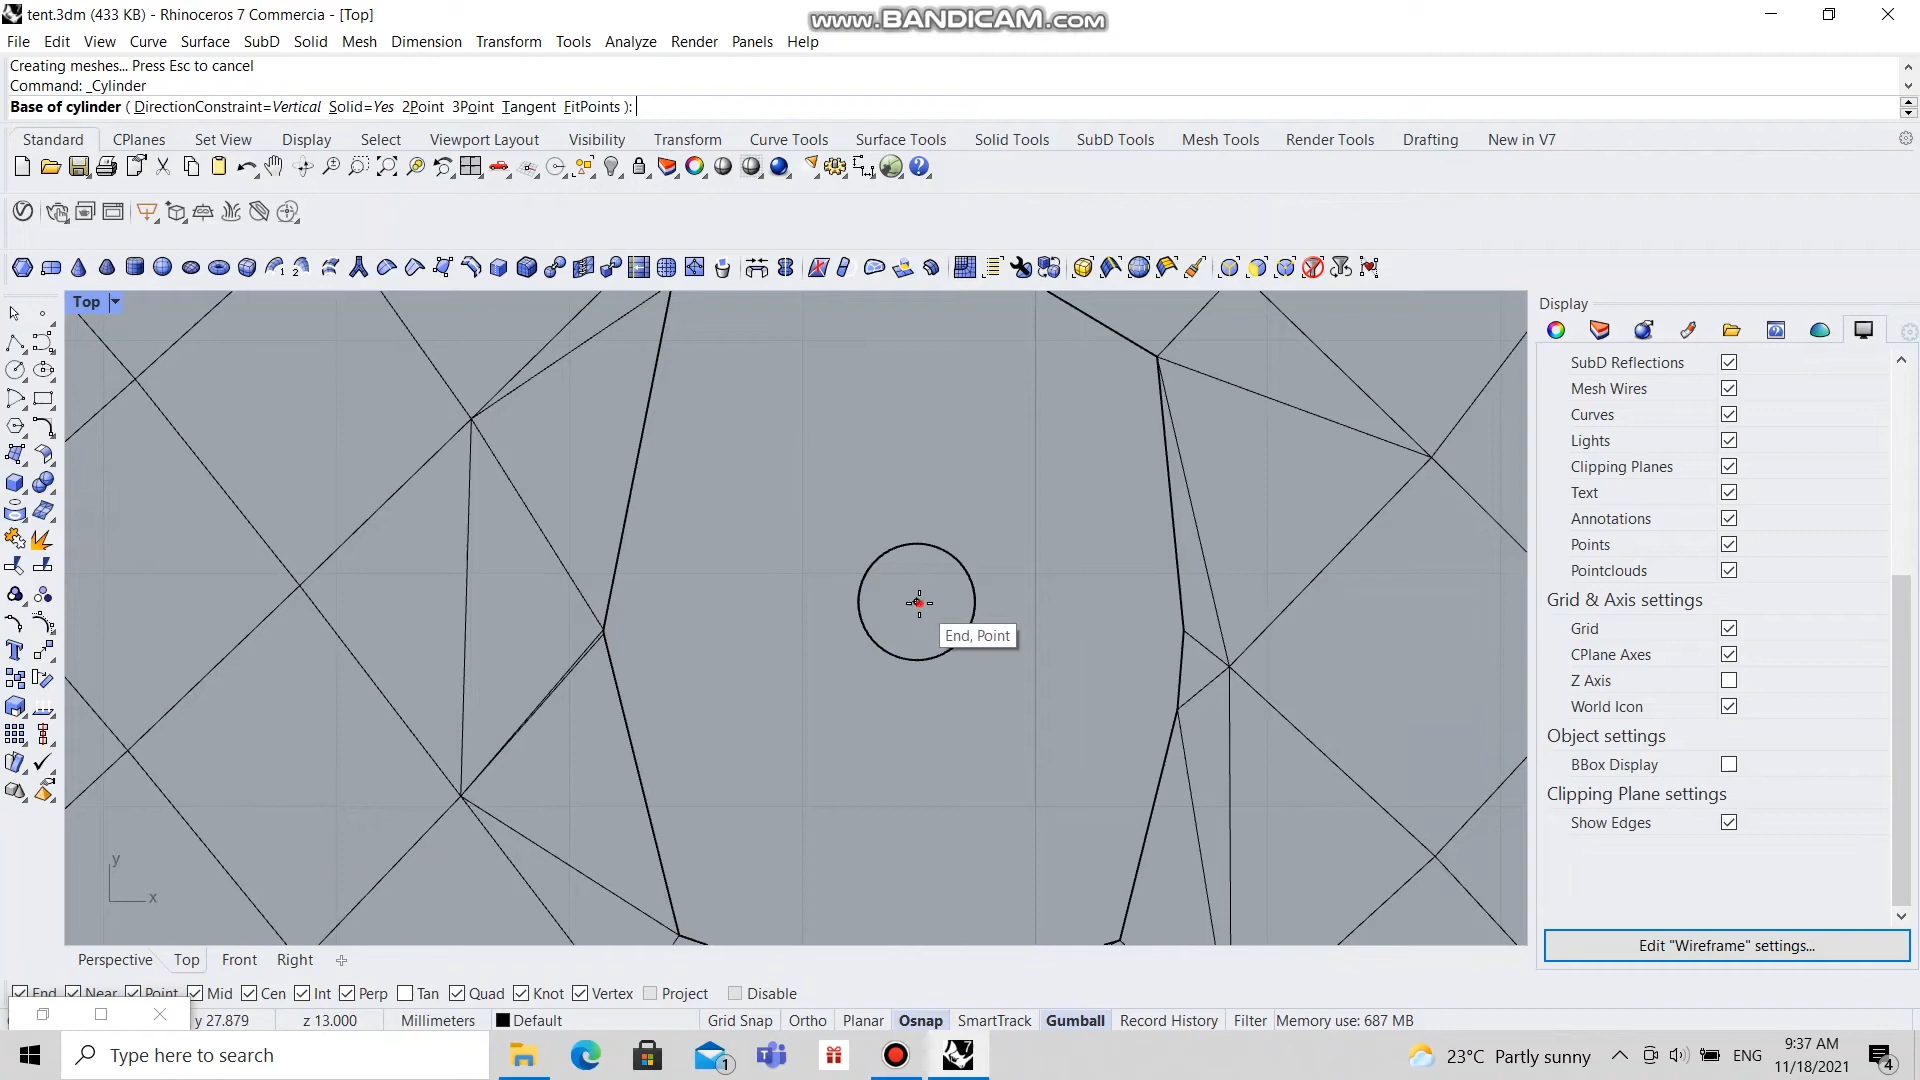 tent.3dm (433 KB) - Rhinoceros 7 Commercia - [Top]
www.BANDICAM.com
File Edit View Curve Surface SubD Solid Mesh Dimension Transform Tools Analyze Render Panels Help
Creating meshes... Press Esc to cancel
Command: _Cylinder
Base of cylinder ( DirectionConstraint=Vertical Solid=Yes 2Point 3Point Tangent FitPoints ):
Standard CPlanes Set View Display Select Viewport Layout Visibility Transform Curve Tools Surface Tools Solid Tools SubD Tools Mesh Tools Render Tools Drafting New in V7
Top
Display
SubD Reflections
Mesh Wires
Curves
Lights
Clipping Planes
Text
Annotations
Points
Pointclouds
Grid & Axis settings
Grid
CPlane Axes
Z Axis
World Icon
Object settings
BBox Display
Clipping Plane settings
Show Edges
Edit "Wireframe" settings...
End, Point
y
x
Perspective Top Front Right
End Near Point Mid Cen Int Perp Tan Quad Knot Vertex Project Disable
y 27.879 z 13.000 Millimeters Default Grid Snap Ortho Planar Osnap SmartTrack Gumball Record History Filter Memory use: 687 MB
Type here to search
1
23°C Partly sunny
ENG
9:37 AM
11/18/2021
4